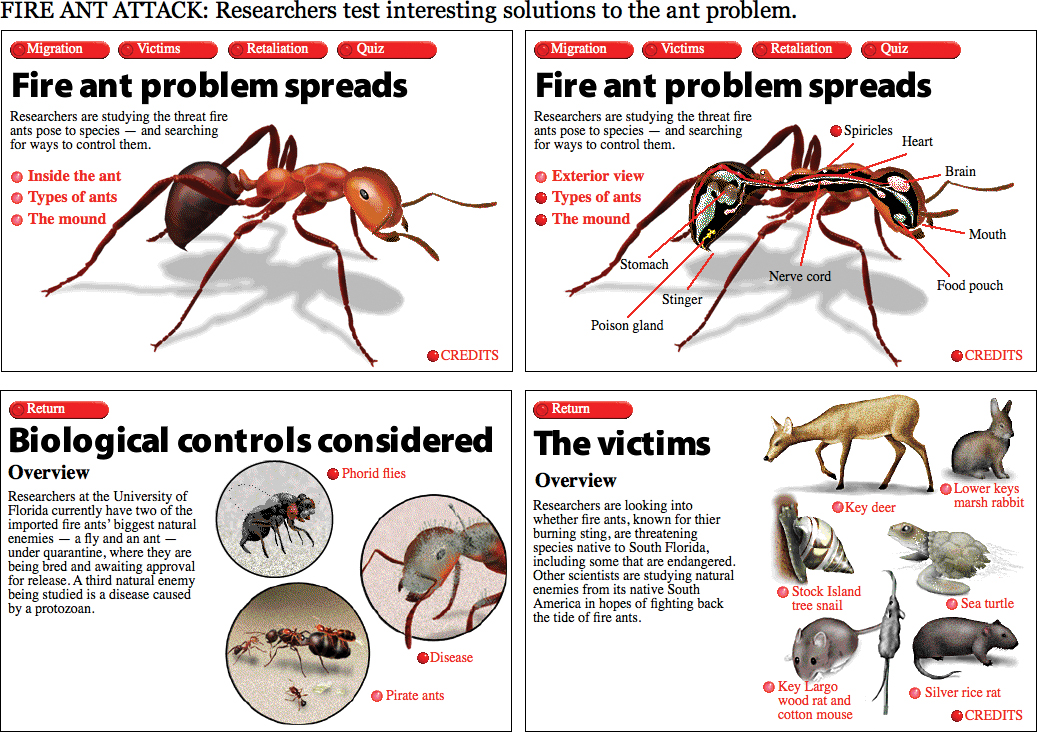 FIRE ANT ATTACK: Researchers test interesting solutions to the ant problem.
Migration
Victims
Retaliation
Quiz
Fire ant problem spreads
Researchers are studying the threat fire
ants pose to species — and searching
for ways to control them.
Inside the ant
Types of ants
The mound
CREDITS
Migration
Victims
Retaliation
Quiz
Fire ant problem spreads
Researchers are studying the threat fire
ants pose to species — and searching
for ways to control them.
Exterior view
Types of ants
The mound
Spiricles
Heart
Brain
Mouth
Food pouch
Nerve cord
Stomach
Stinger
Poison gland
CREDITS
Return
Biological controls considered
Overview
Researchers at the University of
Florida currently have two of the
imported fire ants' biggest natural
enemies — a fly and an ant —
under quarantine, where they are
being bred and awaiting approval
for release. A third natural enemy
being studied is a disease caused
by a protozoan.
Phorid flies
Disease
Pirate ants
Return
The victims
Overview
Researchers are looking into
whether fire ants, known for thier
burning sting, are threatening
species native to South Florida,
including some that are endangered.
Other scientists are studying natural
enemies from its native South
America in hopes of fighting back
the tide of fire ants.
Key deer
Lower keys
marsh rabbit
Stock Island
tree snail
Sea turtle
Key Largo
wood rat and
cotton mouse
Silver rice rat
CREDITS